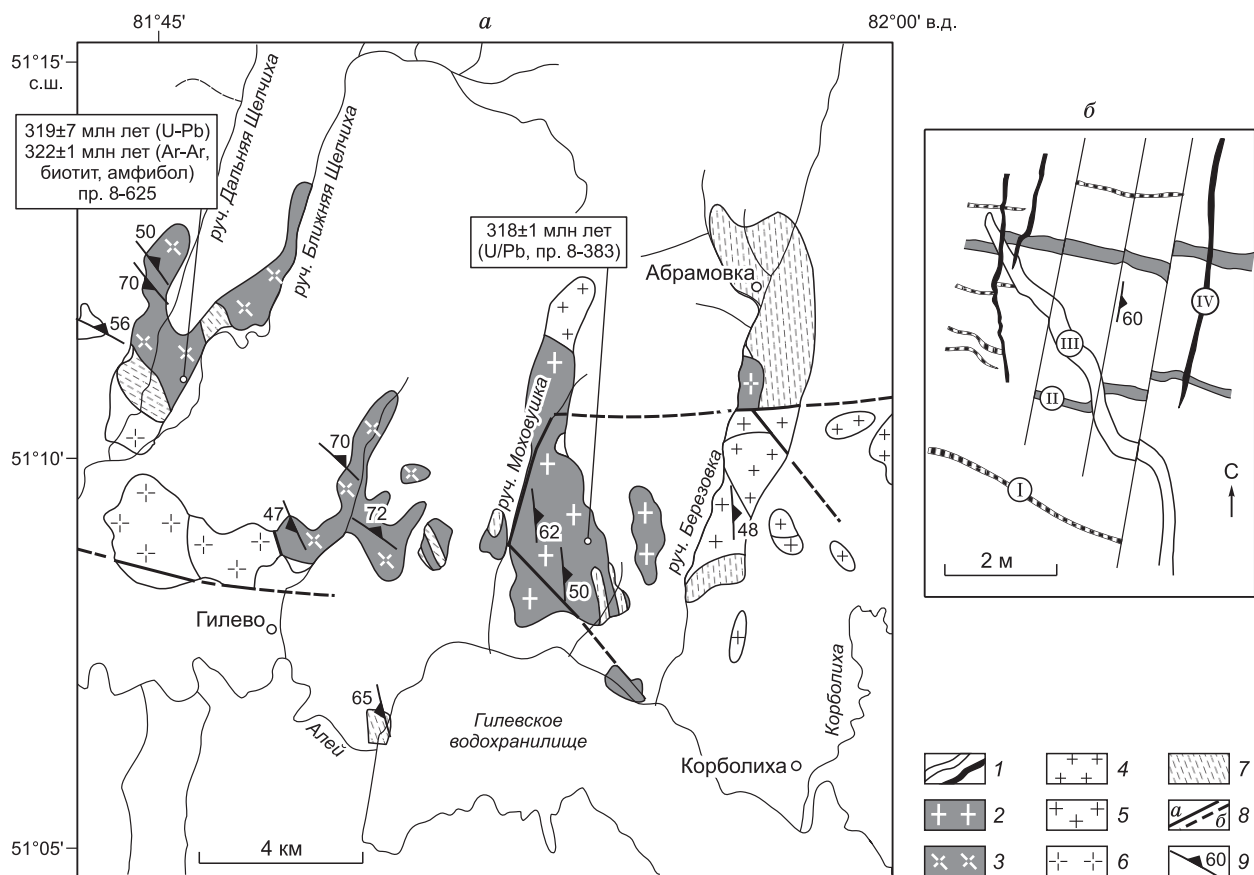 81°45'
а
82°00' в.д.
51°15'
с.ш.
319±7 млн лет (U-Pb)
322±1 млн лет (Ar-Ar,
биотит, амфибол)
пр. 8-625
руч. Дальняя Щелчиха
руч. Ближняя Щелчиха
318±1 млн лет
(U/Pb, пр. 8-383)
Абрамовка
50
70
56
руч. Моховушка
51°10'
70
руч. Березовка
47
72
62
48
50
Гилево
65
Алей
Гилевское
водохранилище
Корболиха
Корболиха
51°05'
4 км
б
60
IV
III
II
I
С
2 м
1
4
7
2
5
а
б
8
3
6
60
9